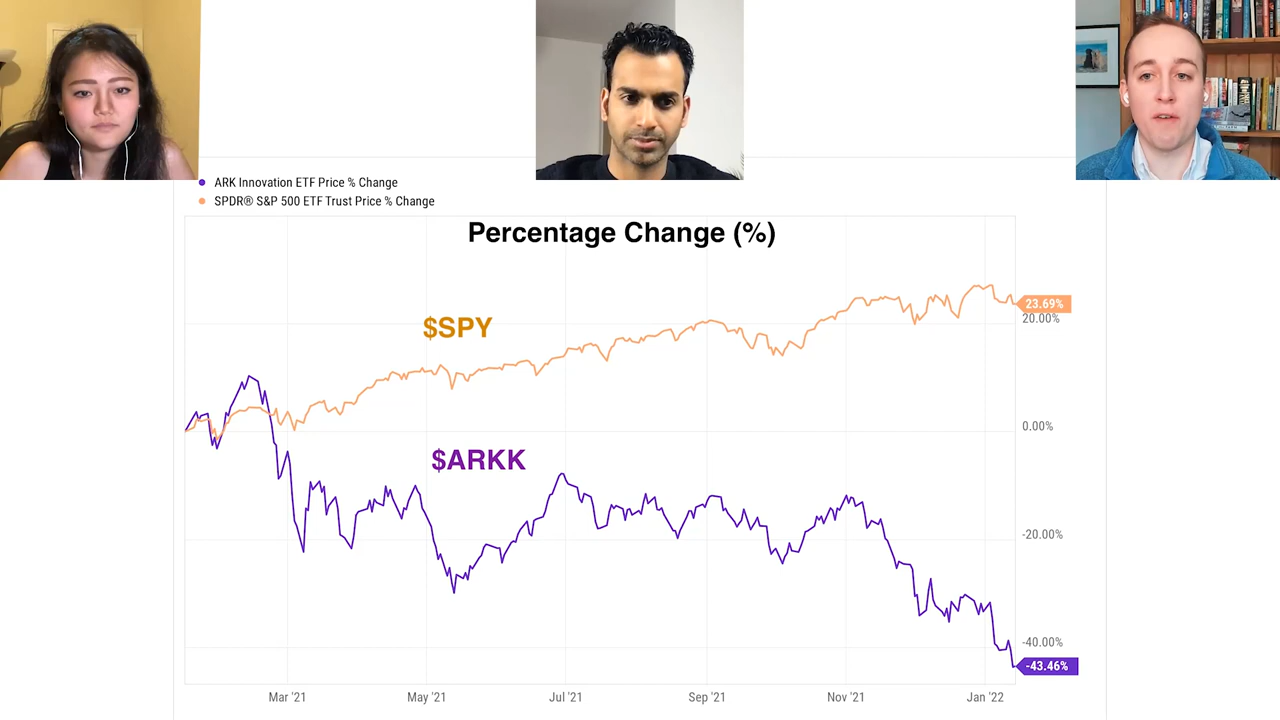 ARK Innovation ETF Price % Change
SPDR® S&P 500 ETF Trust Price % Change
Percentage Change (%)
23.69%
20.00%
$SPY
0.00%
$ARKK
-20.00%
-40.00%
-43.46%
Mar '21
May '21
Jul '21
Sep '21
Nov '21
Jan '22